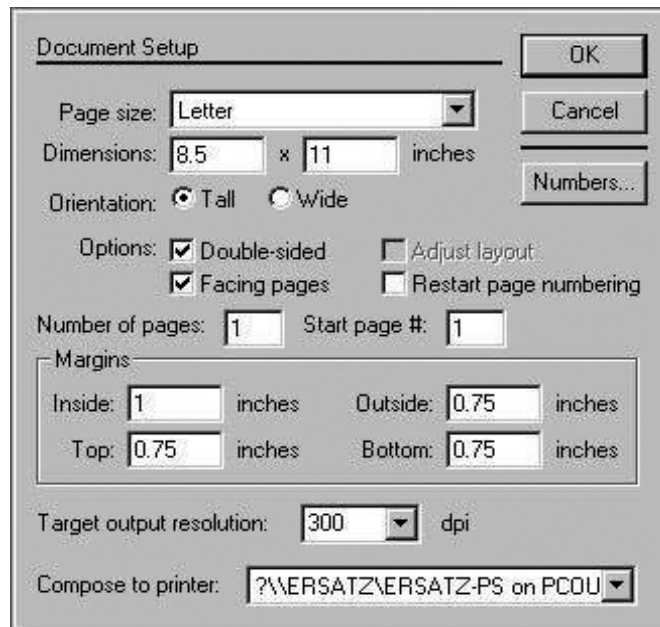 Document Setup
OK
Page size: Letter
Cancel
Dimensions: 8.5 x 11 inches
Numbers...
Orientation: Tall Wide
Options: Double-sided Adjust layout
Facing pages Restart page numbering
Number of pages: 1 Start page #: 1
Margins
Inside: 1 inches Outside: 0.75 inches
Top: 0.75 inches Bottom: 0.75 inches
Target output resolution: 300 dpi
Compose to printer: ?\\ERSATZ\ERSATZ-PS on PCOU